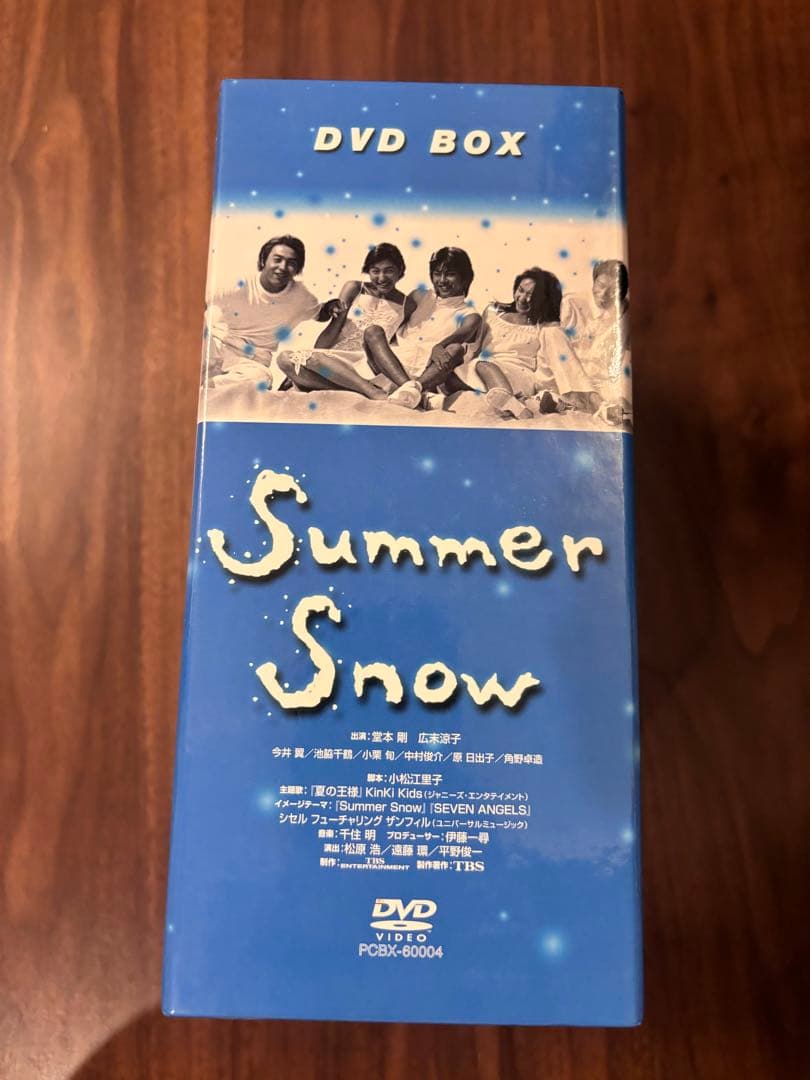 DVD BOX
Summer
Snow
出演:堂本 剛 広末涼子
今井 翼/池脇千鶴/小栗 旬/中村俊介/原 日出子/角野卓造
脚本:小松江里子
主題歌:『夏の王様』KinKi Kids(ジャニーズ・エンタテイメント)
イメージテーマ:『Summer Snow』『SEVEN ANGELS』
シセル フューチャリング ザンフィル(ユニバーサルミュージック)
音楽:千住 明 プロデューサー:伊藤一尋
演出:松原 浩/遠藤 環/平野俊一
制作:TBS ENTERTAINMENT 製作著作:TBS
DVD
VIDEO
PCBX-60004